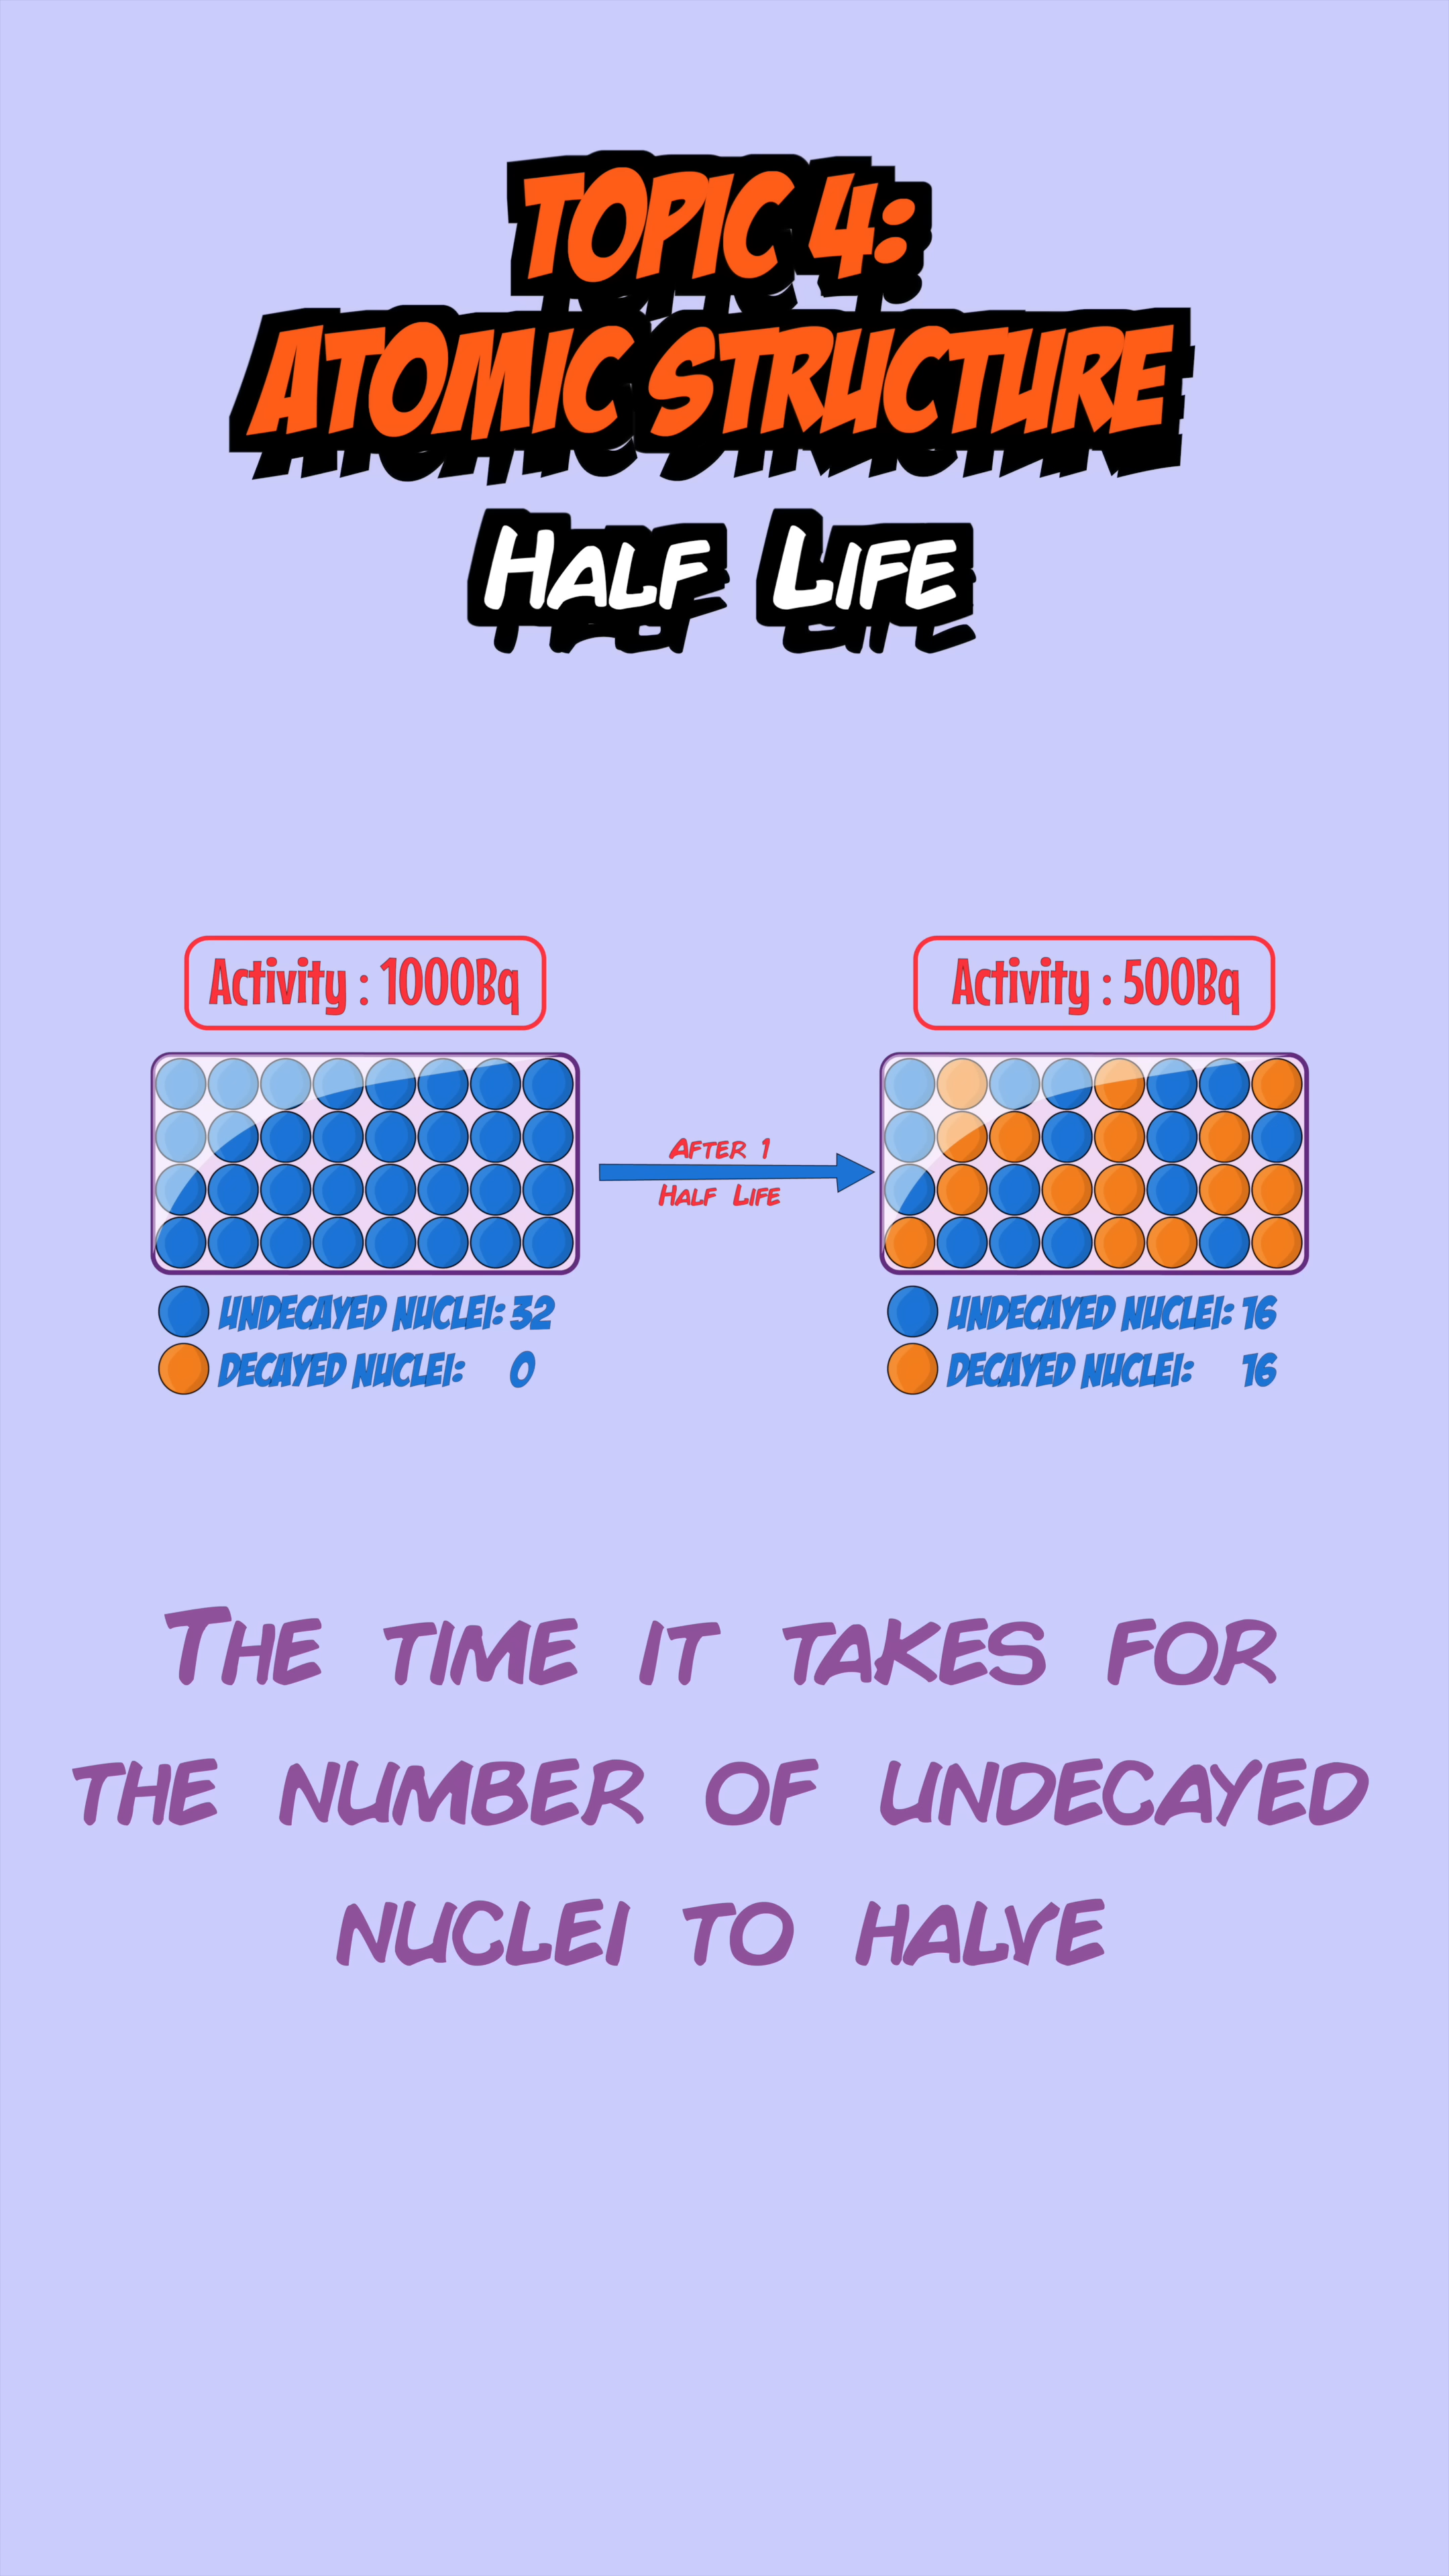 TOPIC 4:
ATOMIC STRUCTURE
HALF LIFE
Activity : 1000Bq
Activity : 500Bq
AFTER 1
HALF LIFE
UNDECAYED NUCLEI: 32
DECAYED NUCLEI: 0
UNDECAYED NUCLEI: 16
DECAYED NUCLEI: 16
THE TIME IT TAKES FOR
THE NUMBER OF UNDECAYED
NUCLEI TO HALVE